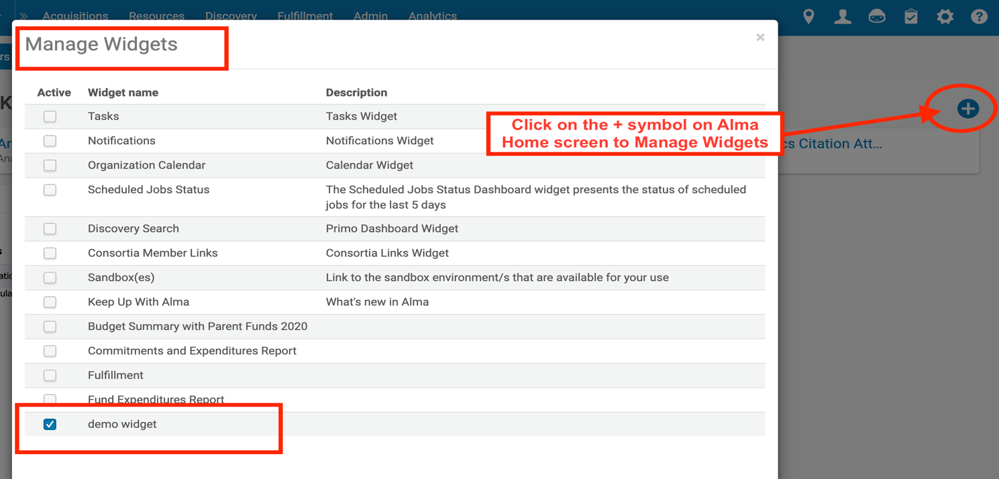 Acquisitions Resources Discovery Fulfillment Admin Analytics
Manage Widgets
Active Widget name Description
Tasks Tasks Widget
Click on the + symbol on Alma
Home screen to Manage Widgets
Notifications Notifications Widget
cs Citation Att...
Organization Calendar Calendar Widget
Scheduled Jobs Status The Scheduled Jobs Status Dashboard widget presents the status of scheduled
jobs for the last 5 days
Discovery Search Primo Dashboard Widget
Consortia Member Links Consortia Links Widget
Sandbox(es) Link to the sandbox environment/s that are available for your use
Keep Up With Alma What's new in Alma
Budget Summary with Parent Funds 2020
Commitments and Expenditures Report
Fulfillment
Fund Expenditures Report
demo widget